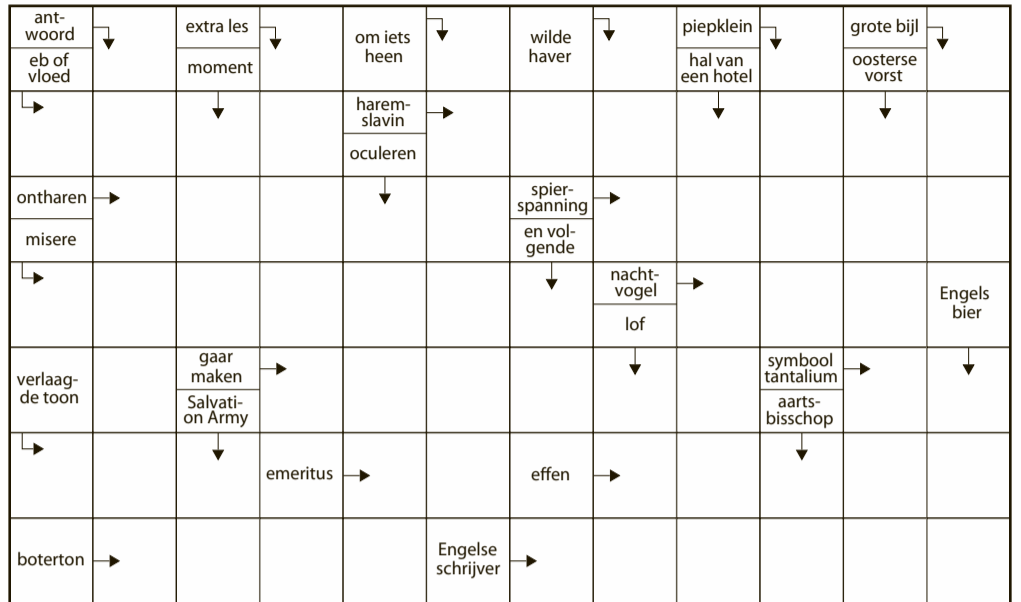 ant-
woord
eb of
vloed
extra les
moment
om iets
heen
wilde
haver
piepklein
hal van
een hotel
grote bijl
oosterse
vorst
harem-
slavin
oculeren
ontharen
misere
spier-
spanning
en vol-
gende
nacht-
vogel
lof
Engels
bier
verlaag-
de toon
gaar
maken
Salvati-
on Army
symbool
tantalium
aarts-
bisschop
emeritus
effen
boterton
Engelse
schrijver